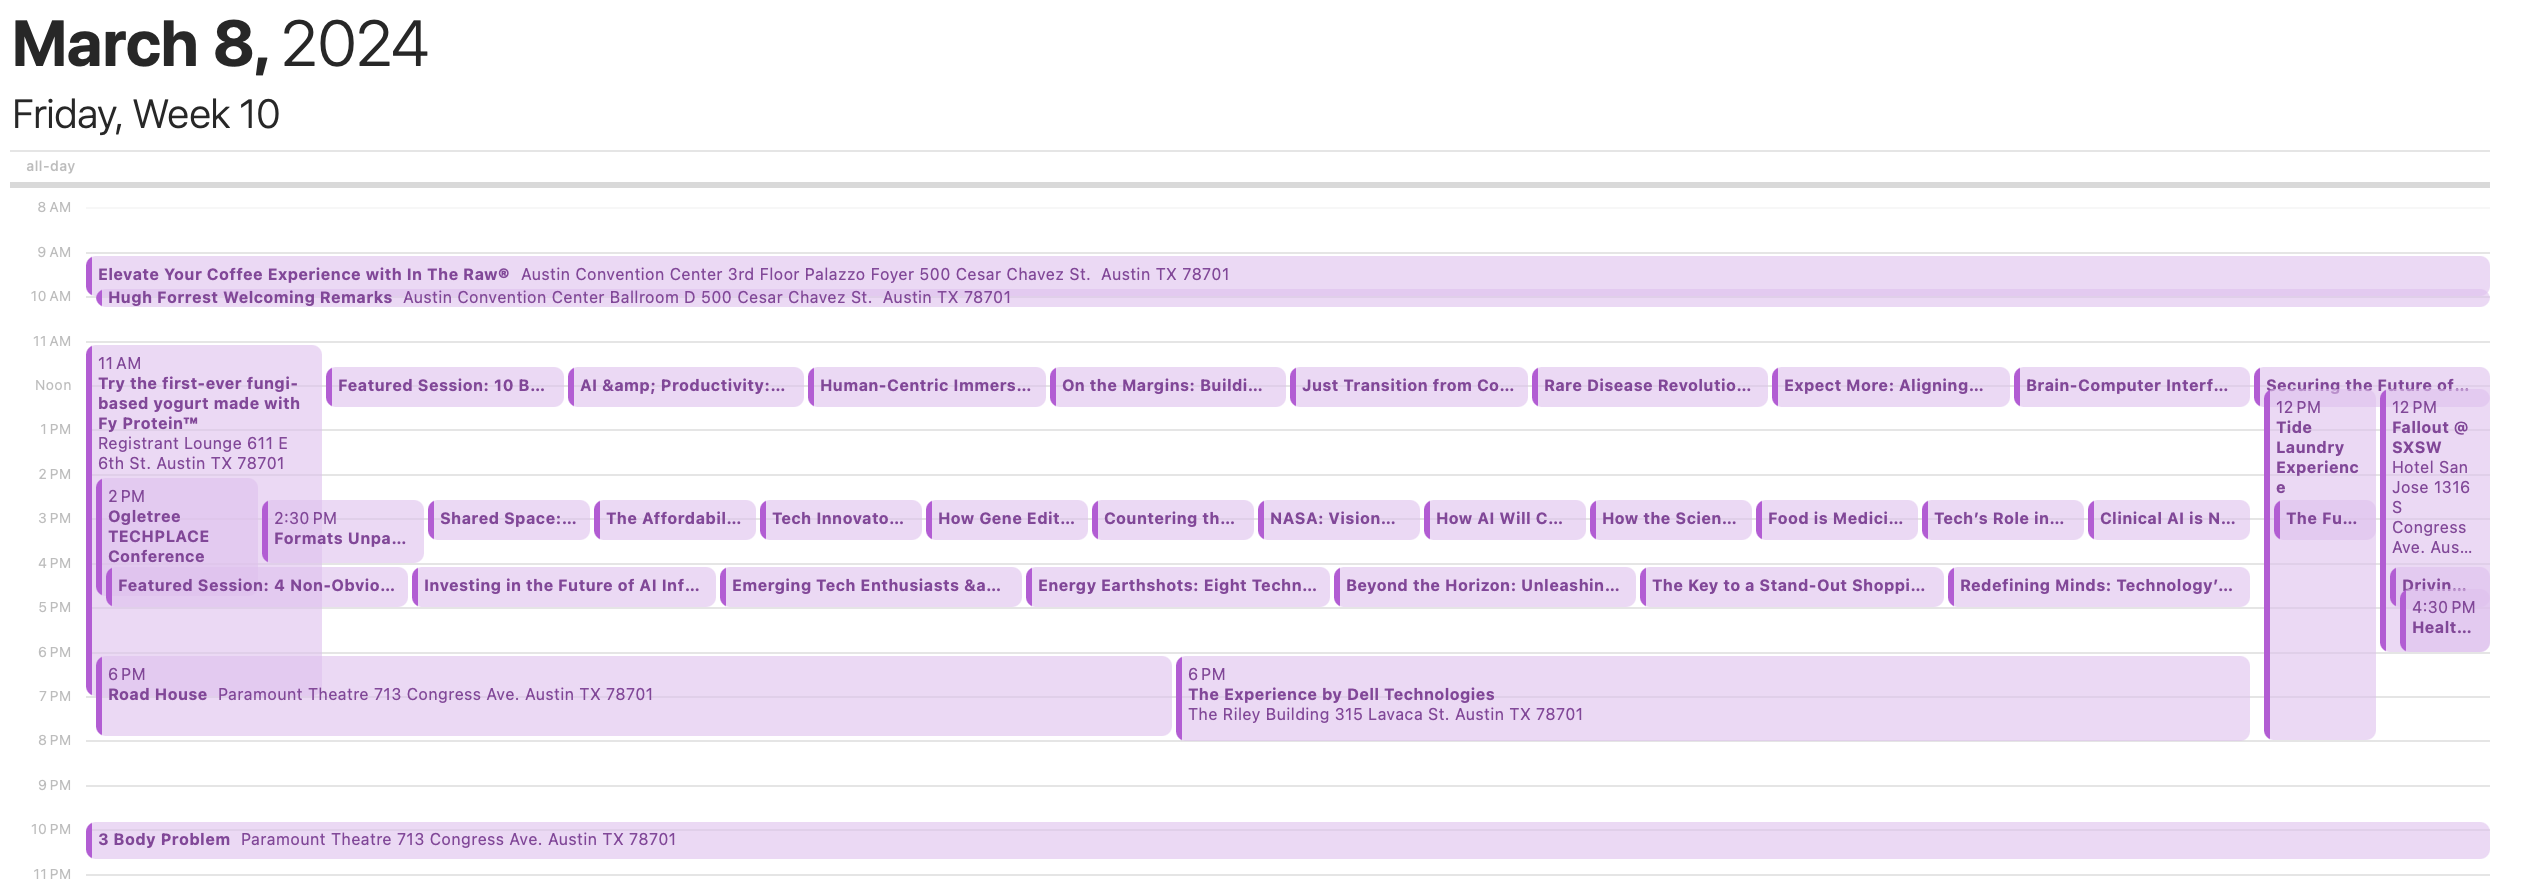 March 8, 2024
Friday, Week 10
all-day
8 AM
9 AM
Elevate Your Coffee Experience with In The Raw® Austin Convention Center 3rd Floor Palazzo Foyer 500 Cesar Chavez St. Austin TX 78701
10 AM
Hugh Forrest Welcoming Remarks Austin Convention Center Ballroom D 500 Cesar Chavez St. Austin TX 78701
11 AM
11 AM
Try the first-ever fungi-
based yogurt made with
Fy Protein™
Registrant Lounge 611 E
6th St. Austin TX 78701
Noon
Featured Session: 10 B...
AI &amp; Productivity:...
Human-Centric Immers...
On the Margins: Buildi...
Just Transition from Co...
Rare Disease Revolutio...
Expect More: Aligning...
Brain-Computer Interf...
Securing the Future of...
12 PM
Tide
Laundry
Experienc
e
12 PM
Fallout @
SXSW
Hotel San
Jose 1316
S
Congress
Ave. Aus...
1 PM
2 PM
2 PM
Ogletree
TECHPLACE
Conference
3 PM
2:30 PM
Formats Unpa...
Shared Space:...
The Affordabil...
Tech Innovato...
How Gene Edit...
Countering th...
NASA: Vision...
How AI Will C...
How the Scien...
Food is Medici...
Tech’s Role in...
Clinical AI is N...
The Fu...
4 PM
Featured Session: 4 Non-Obvio...
Investing in the Future of AI Inf...
Emerging Tech Enthusiasts &a...
Energy Earthshots: Eight Techn...
Beyond the Horizon: Unleashin...
The Key to a Stand-Out Shoppi...
Redefining Minds: Technology’...
Drivin...
4:30 PM
Healt...
5 PM
6 PM
6 PM
Road House Paramount Theatre 713 Congress Ave. Austin TX 78701
6 PM
The Experience by Dell Technologies
The Riley Building 315 Lavaca St. Austin TX 78701
7 PM
8 PM
9 PM
10 PM
3 Body Problem Paramount Theatre 713 Congress Ave. Austin TX 78701
11 PM